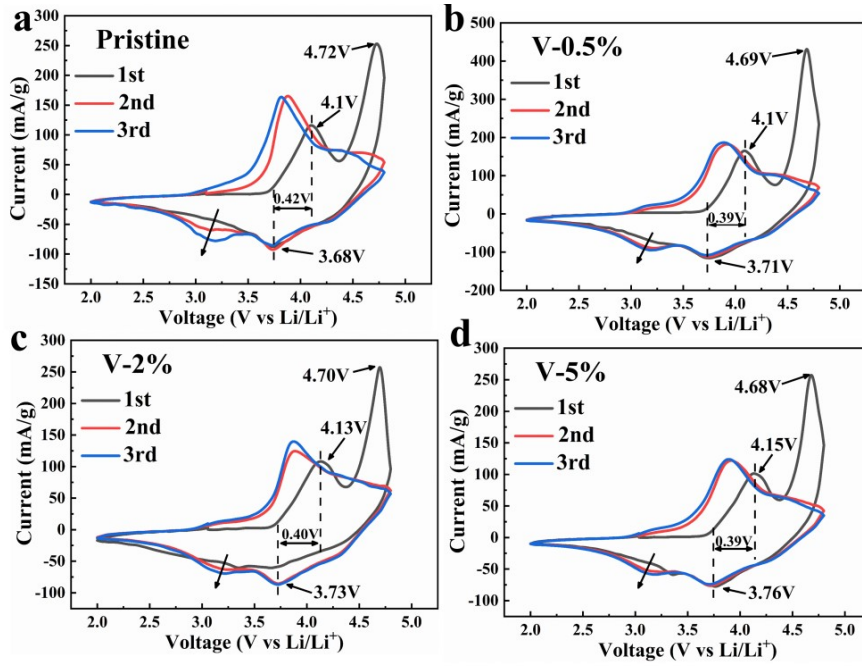 a
Pristine
1st
2nd
3rd
4.72V
4.1V
0.42V
3.68V
Current (mA/g)
300
250
200
150
100
50
0
-50
-100
-150
2.0 2.5 3.0 3.5 4.0 4.5 5.0
Voltage (V vs Li/Li⁺)
b
V-0.5%
1st
2nd
3rd
4.69V
4.1V
0.39V
3.71V
Current (mA/g)
500
400
300
200
100
0
-100
-200
2.0 2.5 3.0 3.5 4.0 4.5 5.0
Voltage (V vs Li/Li⁺)
c
V-2%
1st
2nd
3rd
4.70V
4.13V
0.40V
3.73V
Current (mA/g)
300
250
200
150
100
50
0
-50
-100
2.0 2.5 3.0 3.5 4.0 4.5 5.0
Voltage (V vs Li/Li⁺)
d
V-5%
1st
2nd
3rd
4.68V
4.15V
0.39V
3.76V
Current (mA/g)
300
250
200
150
100
50
0
-50
-100
2.0 2.5 3.0 3.5 4.0 4.5 5.0
Voltage (V vs Li/Li⁺)